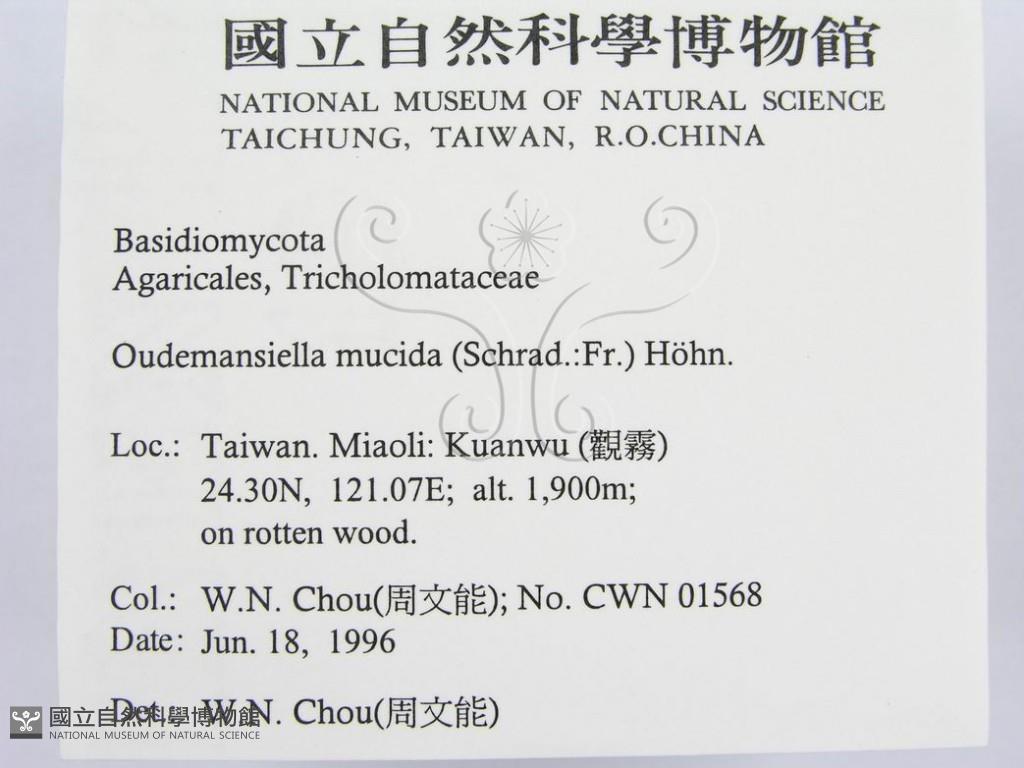 國立自然科學博物館
NATIONAL MUSEUM OF NATURAL SCIENCE
TAICHUNG, TAIWAN, R.O.CHINA
Basidiomycota
Agaricales, Tricholomataceae
Oudemansiella mucida (Schrad.:Fr.) Höhn.
Loc.: Taiwan. Miaoli: Kuanwu (觀霧)
24.30N, 121.07E; alt. 1,900m;
on rotten wood.
Col.: W.N. Chou(周文能); No. CWN 01568
Date: Jun. 18, 1996
Det.: W.N. Chou(周文能)
國立自然科學博物館
NATIONAL MUSEUM OF NATURAL SCIENCE